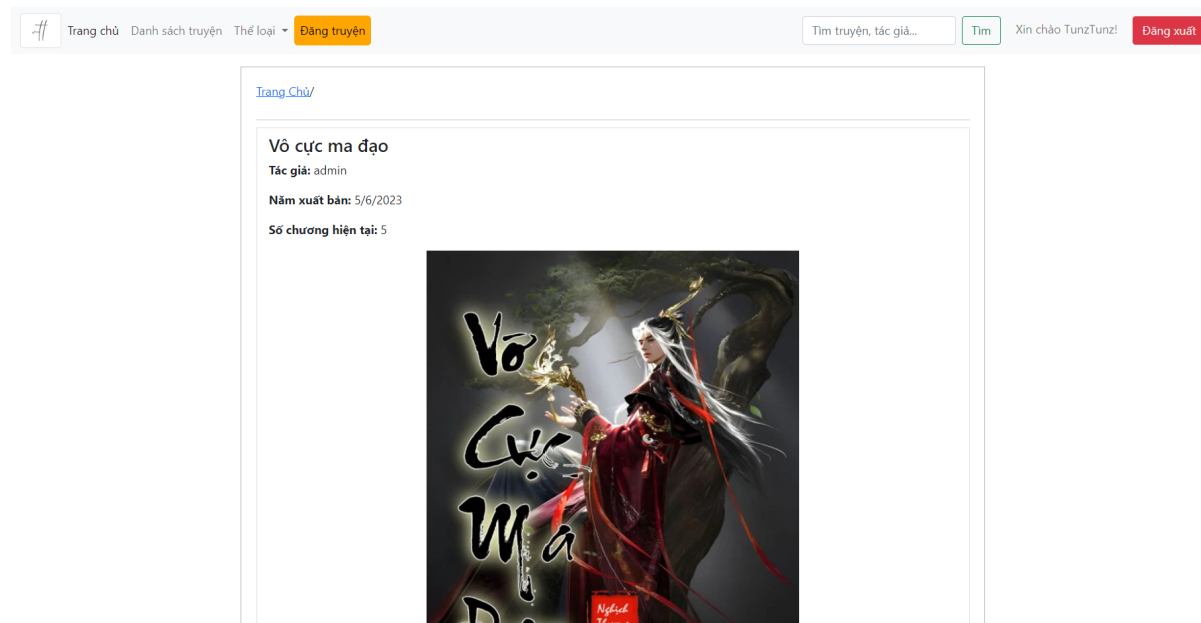 Trang chủ Danh sách truyện Thể loại Đăng truyện Tìm truyện, tác giả... Tìm Xin chào TunzTunz! Đăng xuất
Trang Chủ/
Vô cực ma đạo
Tác giả: admin
Năm xuất bản: 5/6/2023
Số chương hiện tại: 5
Vô
Cực
Ma
Nghịch